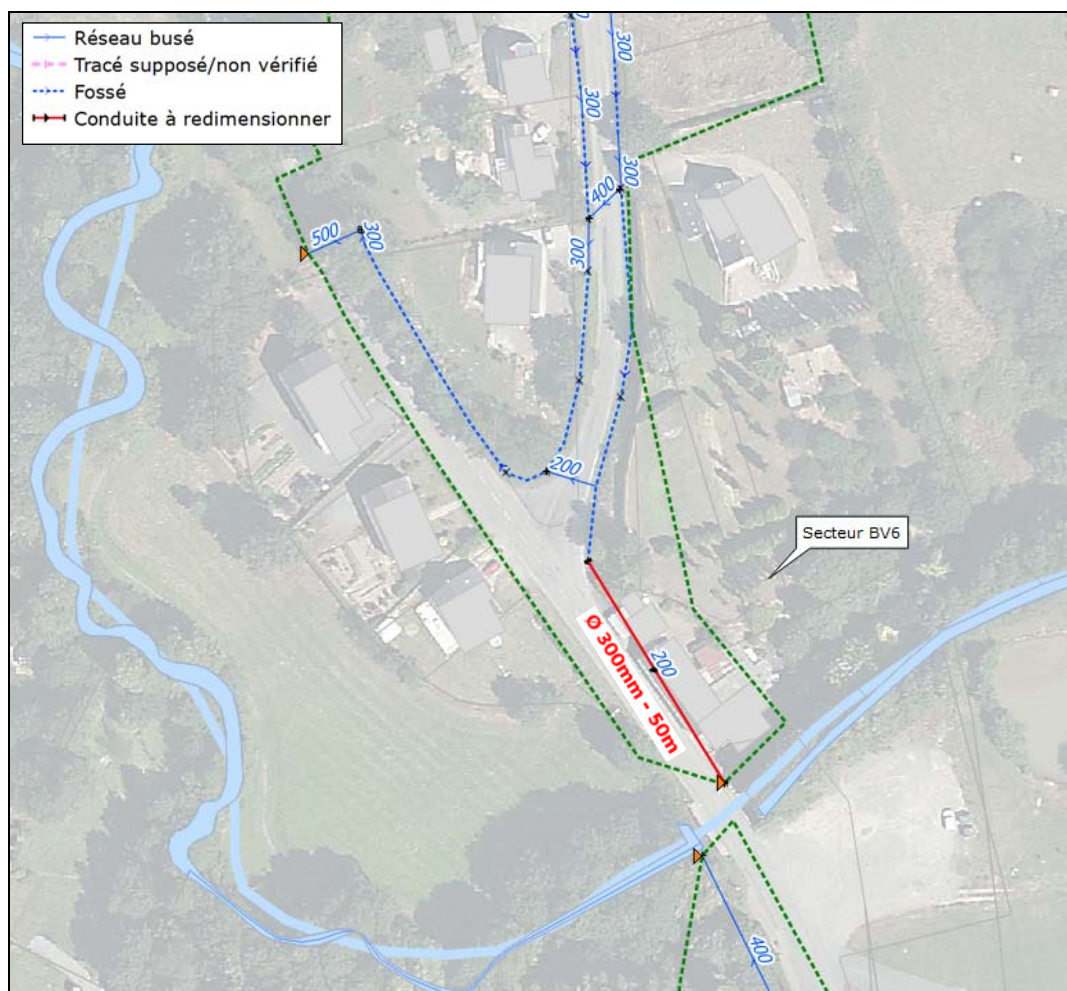 Réseau busé
Tracé supposé/non vérifié
Fossé
Conduite à redimensionner
300
300
300
400
500
300
300
200
Secteur BV6
200
Ø 300mm - 50m
400